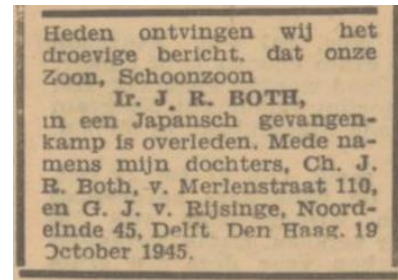 Heden ontvingen wij het
droevige bericht, dat onze
Zoon, Schoonzoon
Ir. J. R. BOTH,
in een Japansch gevangen-
kamp is overleden. Mede na-
mens mijn dochters, Ch. J.
R. Both, v. Merlenstraat 110,
en G. J. v. Rijsinge, Noord-
einde 45, Delft. Den Haag, 19
October 1945.